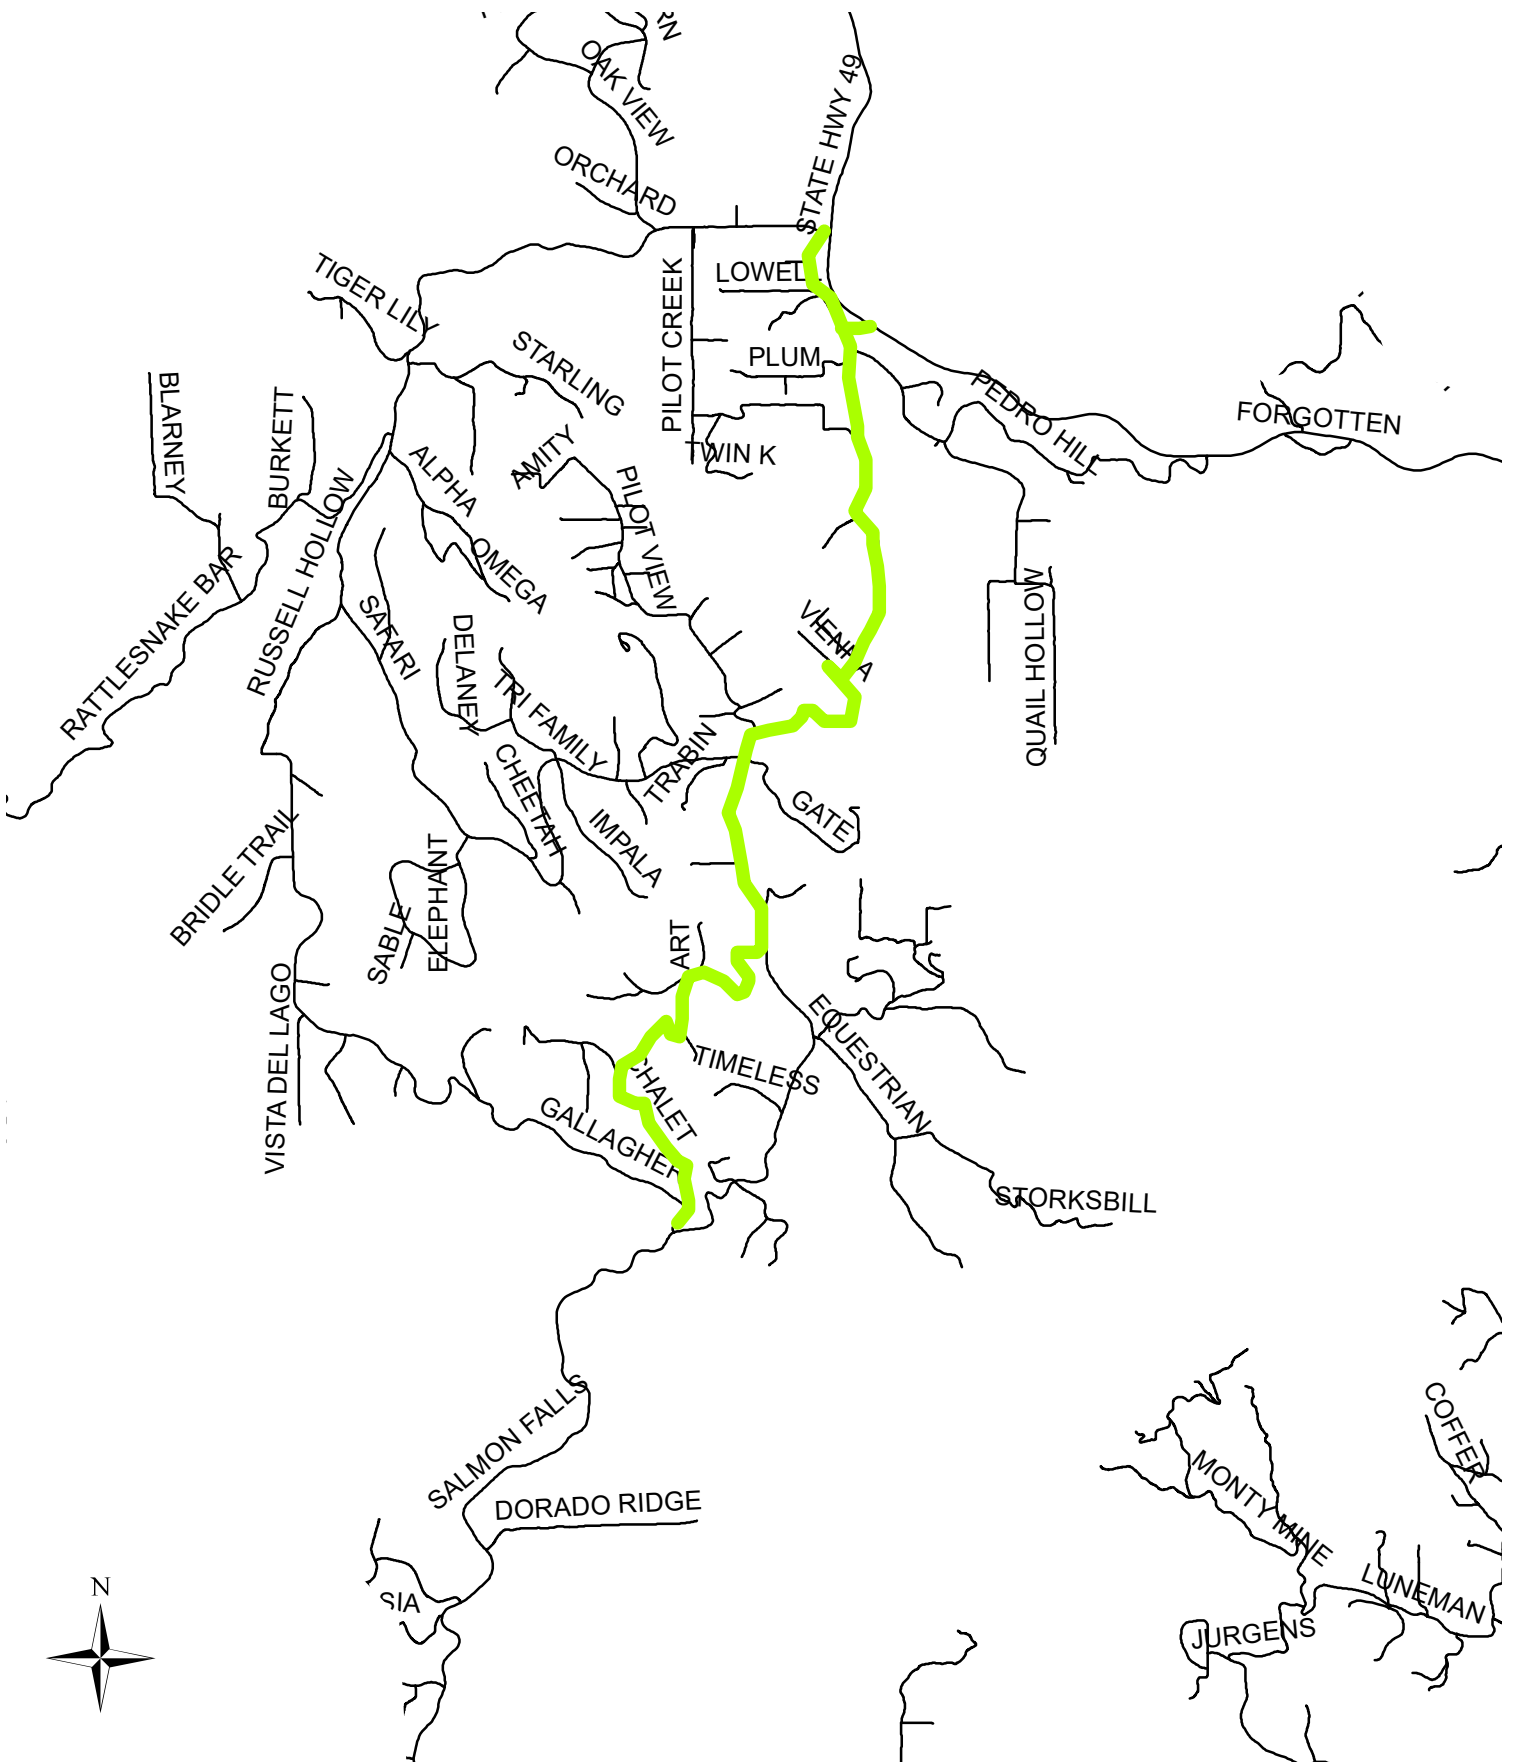 OAK VIEW
STATE HWY 49
ORCHARD
TIGER LILY
LOWELL
PILOT CREEK
STARLING
PLUM
PEDRO HILL
FORGOTTEN
BLARNEY
BURKETT
AMITY
TWIN K
ALPHA
PILOT VIEW
RUSSELL HOLLOW
OMEGA
RATTLESNAKE BAR
SAFARI
DELANEY
VIENNA
QUAIL HOLLOW
TRI FAMILY
TRABIN
CHEETAH
IMPALA
GATE
BRIDLE TRAIL
ELEPHANT
SABLE
ART
VISTA DEL LAGO
EQUESTRIAN
TIMELESS
CHALET
GALLAGHER
STORKSBILL
SALMON FALLS
DORADO RIDGE
COFFER
MONTY MINE
LUNEMAN
JURGENS
SIA
N